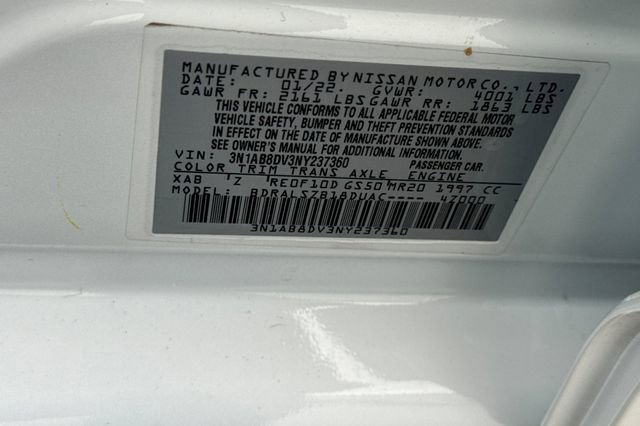 MANUFACTURED BY NISSAN MOTOR CO., LTD.
DATE: 01/22 GVWR: 4001 LBS
GAWR FR: 2161 LBS GAWR RR: 1863 LBS
THIS VEHICLE CONFORMS TO ALL APPLICABLE FEDERAL MOTOR
VEHICLE SAFETY, BUMPER AND THEFT PREVENTION STANDARDS
IN EFFECT ON THE DATE OF MANUFACTURE SHOWN ABOVE.
SEE OWNER'S MANUAL FOR ADDITIONAL INFORMATION
VIN: 3N1AB8DV3NY237360 PASSENGER CAR.
COLOR TRIM TRANS AXLE ENGINE
XAB 'Z 'RE0F10D GS50 MR20 1997 CC
MODEL: BDRALSZB18DUAC---- 4Z000
3N1AB8DV3NY237360